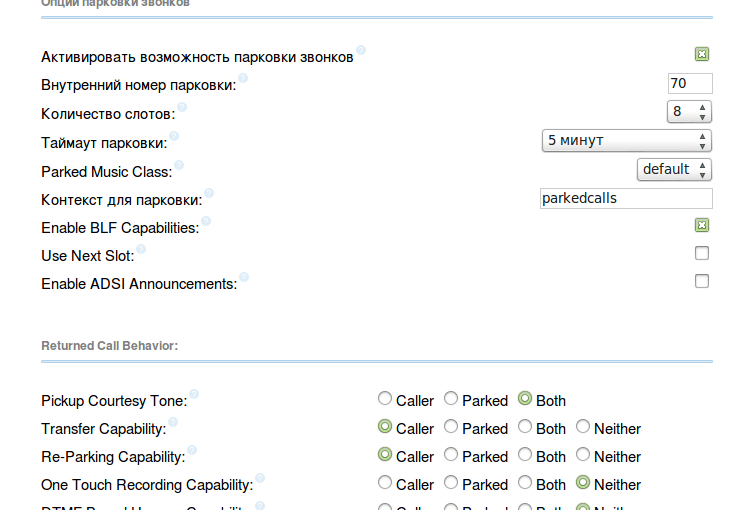 Опции парковки звонков
Активировать возможность парковки звонков ?
Внутренний номер парковки: ? 70
Количество слотов: ? 8
Таймаут парковки: ? 5 минут
Parked Music Class: ? default
Контекст для парковки: ? parkedcalls
Enable BLF Capabilities: ?
Use Next Slot: ?
Enable ADSI Announcements: ?
Returned Call Behavior:
Pickup Courtesy Tone: ? Caller Parked Both
Transfer Capability: ? Caller Parked Both Neither
Re-Parking Capability: ? Caller Parked Both Neither
One Touch Recording Capability: ? Caller Parked Both Neither